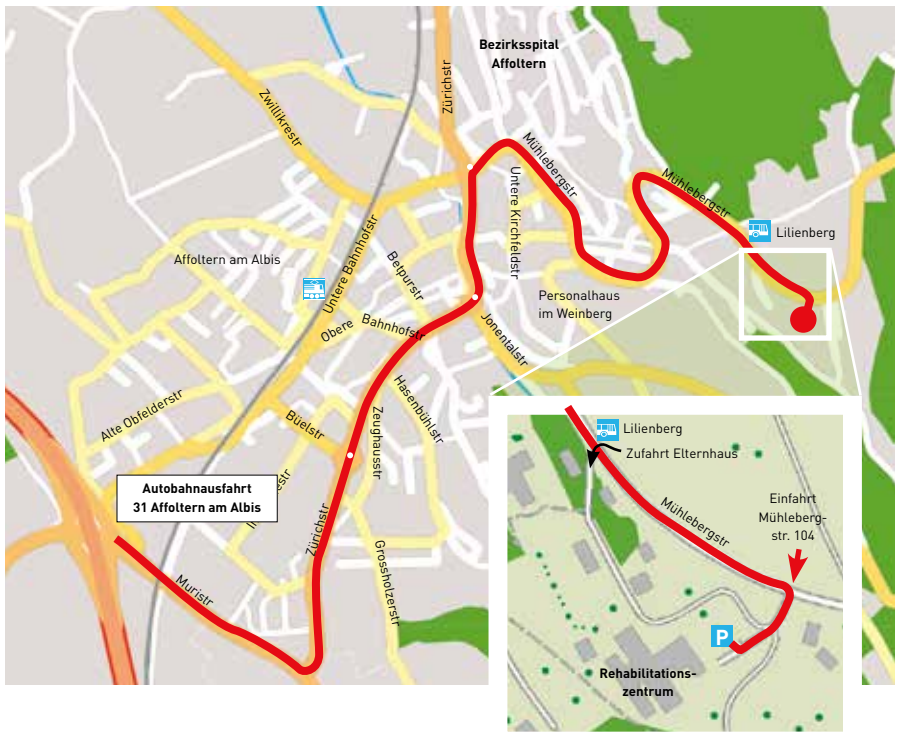 Bezirksspital
Affoltern
Zürichstr
Zwillikrestr
Mühlebergstr
Untere Kirchfeldstr
Mühlebergstr
Lilienberg
Affoltern am Albis
Untere Bahnhofstr
Betpurstr
Obere Bahnhofstr
Personalhaus
im Weinberg
Jonentalstr
Alte Obfelderstr
Büelstr
Hasenbühlstr
Zeughausstr
Autobahnausfahrt
31 Affoltern am Albis
Zürichstr
Muristr
Grossholzerstr
Lilienberg
Zufahrt Elternhaus
Mühlebergstr
Einfahrt
Mühleberg-
str. 104
P
Rehabilitations-
zentrum